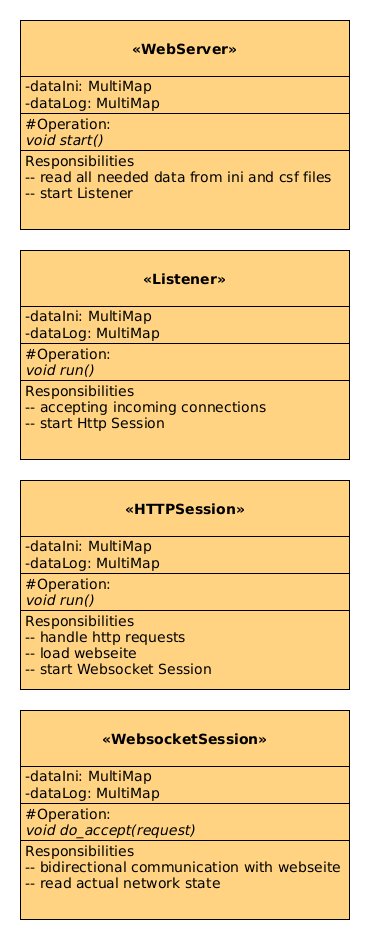 «WebServer»
-dataIni: MultiMap
-dataLog: MultiMap
#Operation:
void start()
Responsibilities
-- read all needed data from ini and csf files
-- start Listener
«Listener»
-dataIni: MultiMap
-dataLog: MultiMap
#Operation:
void run()
Responsibilities
-- accepting incoming connections
-- start Http Session
«HTTPSession»
-dataIni: MultiMap
-dataLog: MultiMap
#Operation:
void run()
Responsibilities
-- handle http requests
-- load webseite
-- start Websocket Session
«WebsocketSession»
-dataIni: MultiMap
-dataLog: MultiMap
#Operation:
void do_accept(request)
Responsibilities
-- bidirectional communication with webseite
-- read actual network state